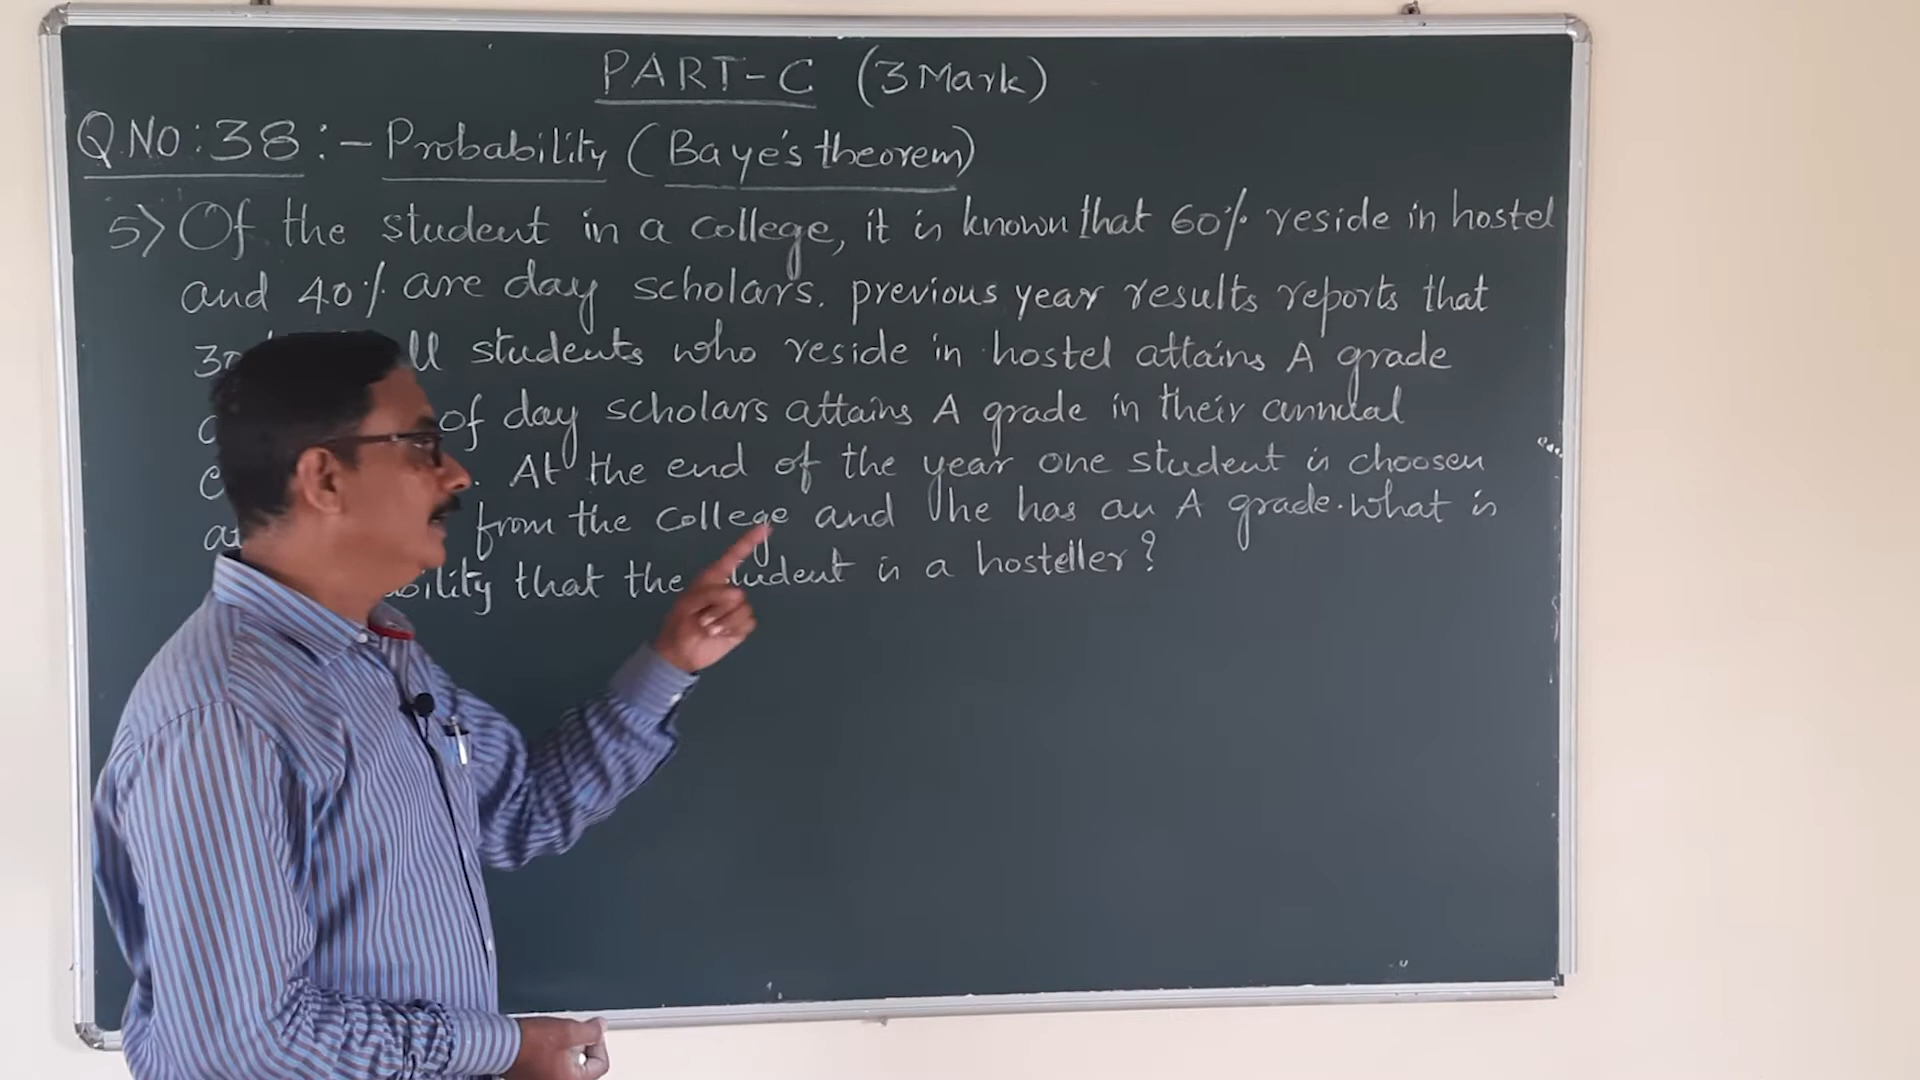 PART-C (3 Mark)
Q NO:38:- Probability (Baye's theorem)
5) Of the student in a college, it is known that 60% reside in hostel
and 40% are day scholars. previous year results reports that
students who reside in hostel attains A grade
of day scholars attains A grade in their annual
At the end of the year one student is choosen
from the college and he has an A grade. what is
that the student is a hosteller?